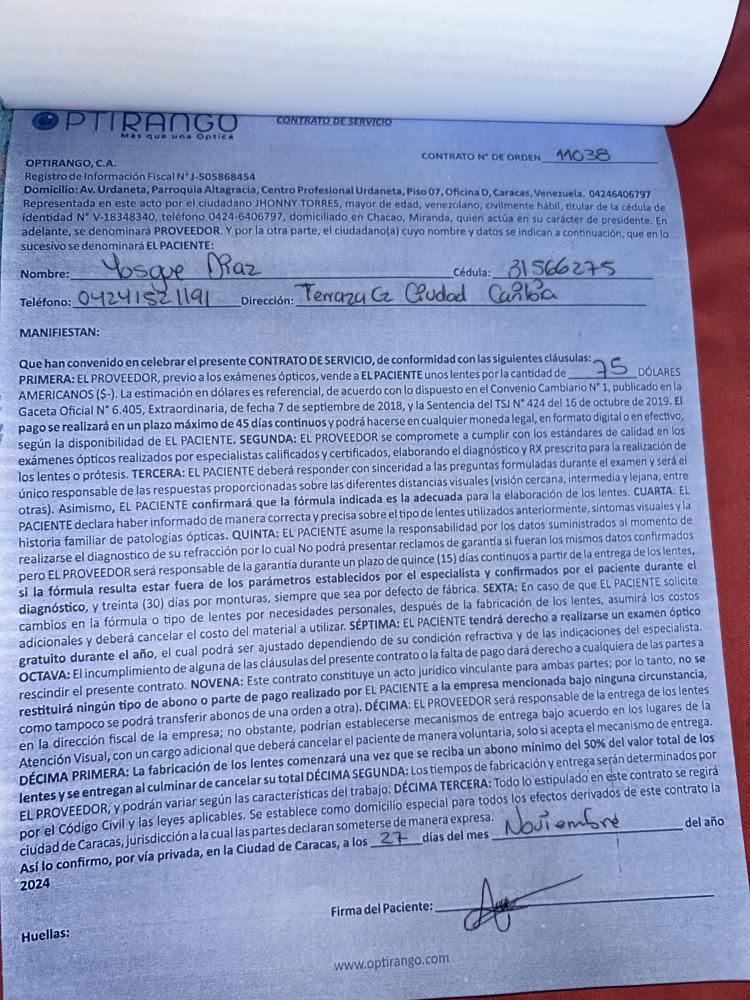 OPTIRANGO
Más que una Óptica
CONTRATO DE SERVICIO
CONTRATO N° DE ORDEN 11038
OPTIRANGO, C.A.
Registro de Información Fiscal N° J-505868454
Domicilio: Av. Urdaneta, Parroquia Altagracia, Centro Profesional Urdaneta, Piso 07, Oficina D, Caracas, Venezuela. 04246406797
Representada en este acto por el ciudadano JHONNY TORRES, mayor de edad, venezolano, civilmente hábil, titular de la cédula de
identidad N° V-18348340, teléfono 0424-6406797, domiciliado en Chacao, Miranda, quien actúa en su carácter de presidente. En
adelante, se denominará PROVEEDOR. Y por la otra parte, el ciudadano(a) cuyo nombre y datos se indican a continuación, que en lo
sucesivo se denominará EL PACIENTE:
Nombre: Yosgue Diaz Cédula: 31566275
Teléfono: 04241521191 Dirección: Terraza C2 Ciudad Caribia
MANIFIESTAN:
Que han convenido en celebrar el presente CONTRATO DE SERVICIO, de conformidad con las siguientes cláusulas:
PRIMERA: EL PROVEEDOR, previo a los exámenes ópticos, vende a EL PACIENTE unos lentes por la cantidad de 75 DÓLARES
AMERICANOS ($-). La estimación en dólares es referencial, de acuerdo con lo dispuesto en el Convenio Cambiario N° 1, publicado en la
Gaceta Oficial N° 6.405, Extraordinaria, de fecha 7 de septiembre de 2018, y la Sentencia del TSJ N° 424 del 16 de octubre de 2019. El
pago se realizará en un plazo máximo de 45 días continuos y podrá hacerse en cualquier moneda legal, en formato digital o en efectivo,
según la disponibilidad de EL PACIENTE. SEGUNDA: EL PROVEEDOR se compromete a cumplir con los estándares de calidad en los
exámenes ópticos realizados por especialistas calificados y certificados, elaborando el diagnóstico y RX prescrito para la realización de
los lentes o prótesis. TERCERA: EL PACIENTE deberá responder con sinceridad a las preguntas formuladas durante el examen y será el
único responsable de las respuestas proporcionadas sobre las diferentes distancias visuales (visión cercana, intermedia y lejana, entre
otras). Asimismo, EL PACIENTE confirmará que la fórmula indicada es la adecuada para la elaboración de los lentes. CUARTA: EL
PACIENTE declara haber informado de manera correcta y precisa sobre el tipo de lentes utilizados anteriormente, síntomas visuales y la
historia familiar de patologías ópticas. QUINTA: EL PACIENTE asume la responsabilidad por los datos suministrados al momento de
realizarse el diagnostico de su refracción por lo cual No podrá presentar reclamos de garantía si fueran los mismos datos confirmados
pero EL PROVEEDOR será responsable de la garantía durante un plazo de quince (15) días continuos a partir de la entrega de los lentes,
si la fórmula resulta estar fuera de los parámetros establecidos por el especialista y confirmados por el paciente durante el
diagnóstico, y treinta (30) días por monturas, siempre que sea por defecto de fábrica. SEXTA: En caso de que EL PACIENTE solicite
cambios en la fórmula o tipo de lentes por necesidades personales, después de la fabricación de los lentes, asumirá los costos
adicionales y deberá cancelar el costo del material a utilizar. SÉPTIMA: EL PACIENTE tendrá derecho a realizarse un examen óptico
gratuito durante el año, el cual podrá ser ajustado dependiendo de su condición refractiva y de las indicaciones del especialista.
OCTAVA: El incumplimiento de alguna de las cláusulas del presente contrato o la falta de pago dará derecho a cualquiera de las partes a
rescindir el presente contrato. NOVENA: Este contrato constituye un acto jurídico vinculante para ambas partes; por lo tanto, no se
restituirá ningún tipo de abono o parte de pago realizado por EL PACIENTE a la empresa mencionada bajo ninguna circunstancia,
como tampoco se podrá transferir abonos de una orden a otra). DÉCIMA: EL PROVEEDOR será responsable de la entrega de los lentes
en la dirección fiscal de la empresa; no obstante, podrían establecerse mecanismos de entrega bajo acuerdo en los lugares de la
Atención Visual, con un cargo adicional que deberá cancelar el paciente de manera voluntaria, solo si acepta el mecanismo de entrega.
DÉCIMA PRIMERA: La fabricación de los lentes comenzará una vez que se reciba un abono mínimo del 50% del valor total de los
lentes y se entregan al culminar de cancelar su total DÉCIMA SEGUNDA: Los tiempos de fabricación y entrega serán determinados por
EL PROVEEDOR, y podrán variar según las características del trabajo. DÉCIMA TERCERA: Todo lo estipulado en este contrato se regirá
por el Código Civil y las leyes aplicables. Se establece como domicilio especial para todos los efectos derivados de este contrato la
ciudad de Caracas, jurisdicción a la cual las partes declaran someterse de manera expresa.
Así lo confirmo, por vía privada, en la Ciudad de Caracas, a los 27 días del mes Noviembre del año
2024
Firma del Paciente:
Huellas:
www.optirango.com